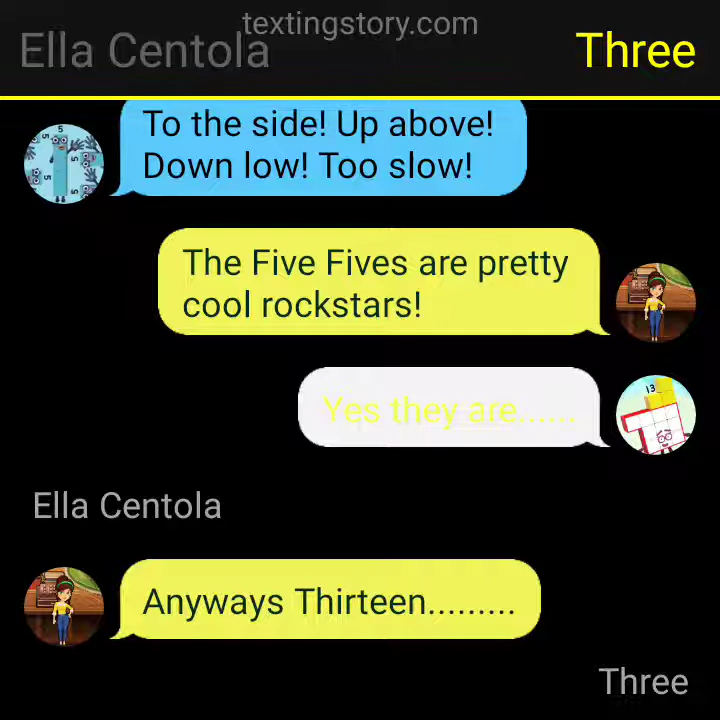 textingstory.com
Ella Centola
Three
To the side! Up above!
Down low! Too slow!
The Five Fives are pretty
cool rockstars!
13
Yes they are......
Ella Centola
Anyways Thirteen.........
Three